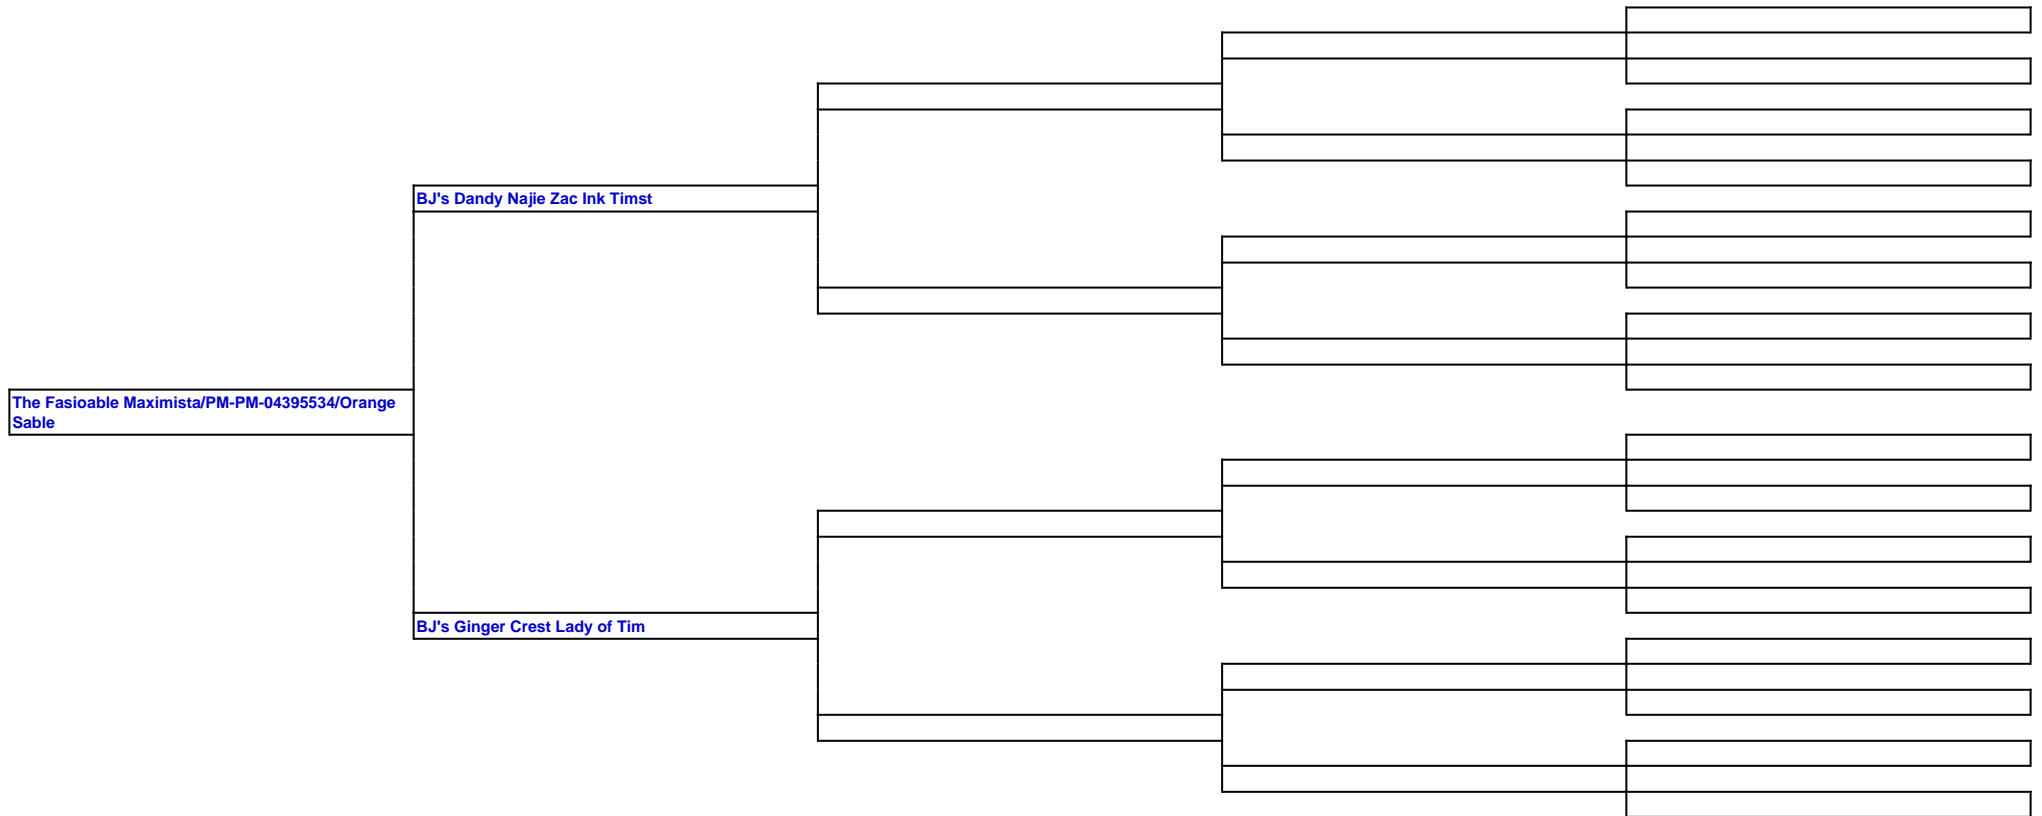 BJ's Dandy Najie Zac Ink Timst
The Fasioable Maximista/PM-PM-04395534/Orange
Sable
BJ's Ginger Crest Lady of Tim